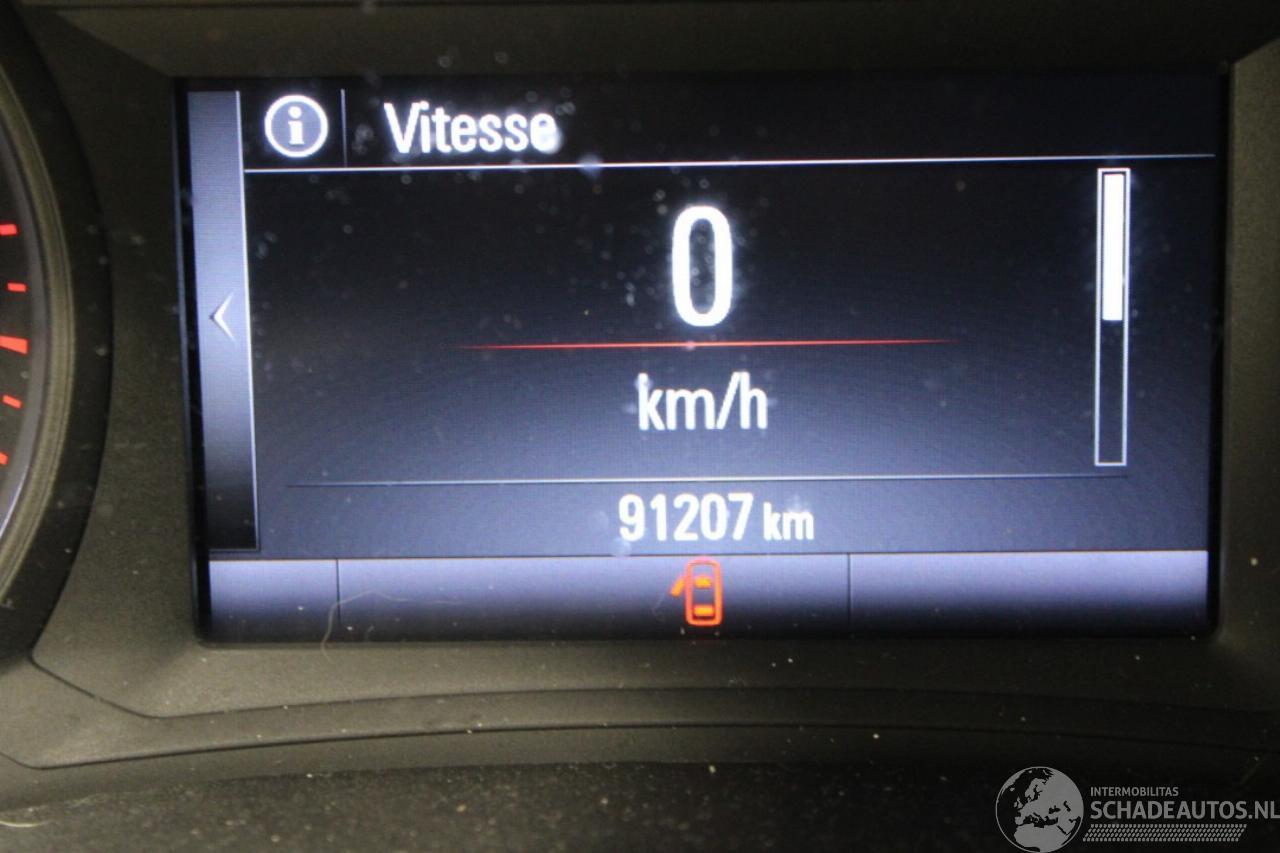 i
Vitesse
0
km/h
91207 km
INTERMOBILITAS
SCHADEAUTOS.NL